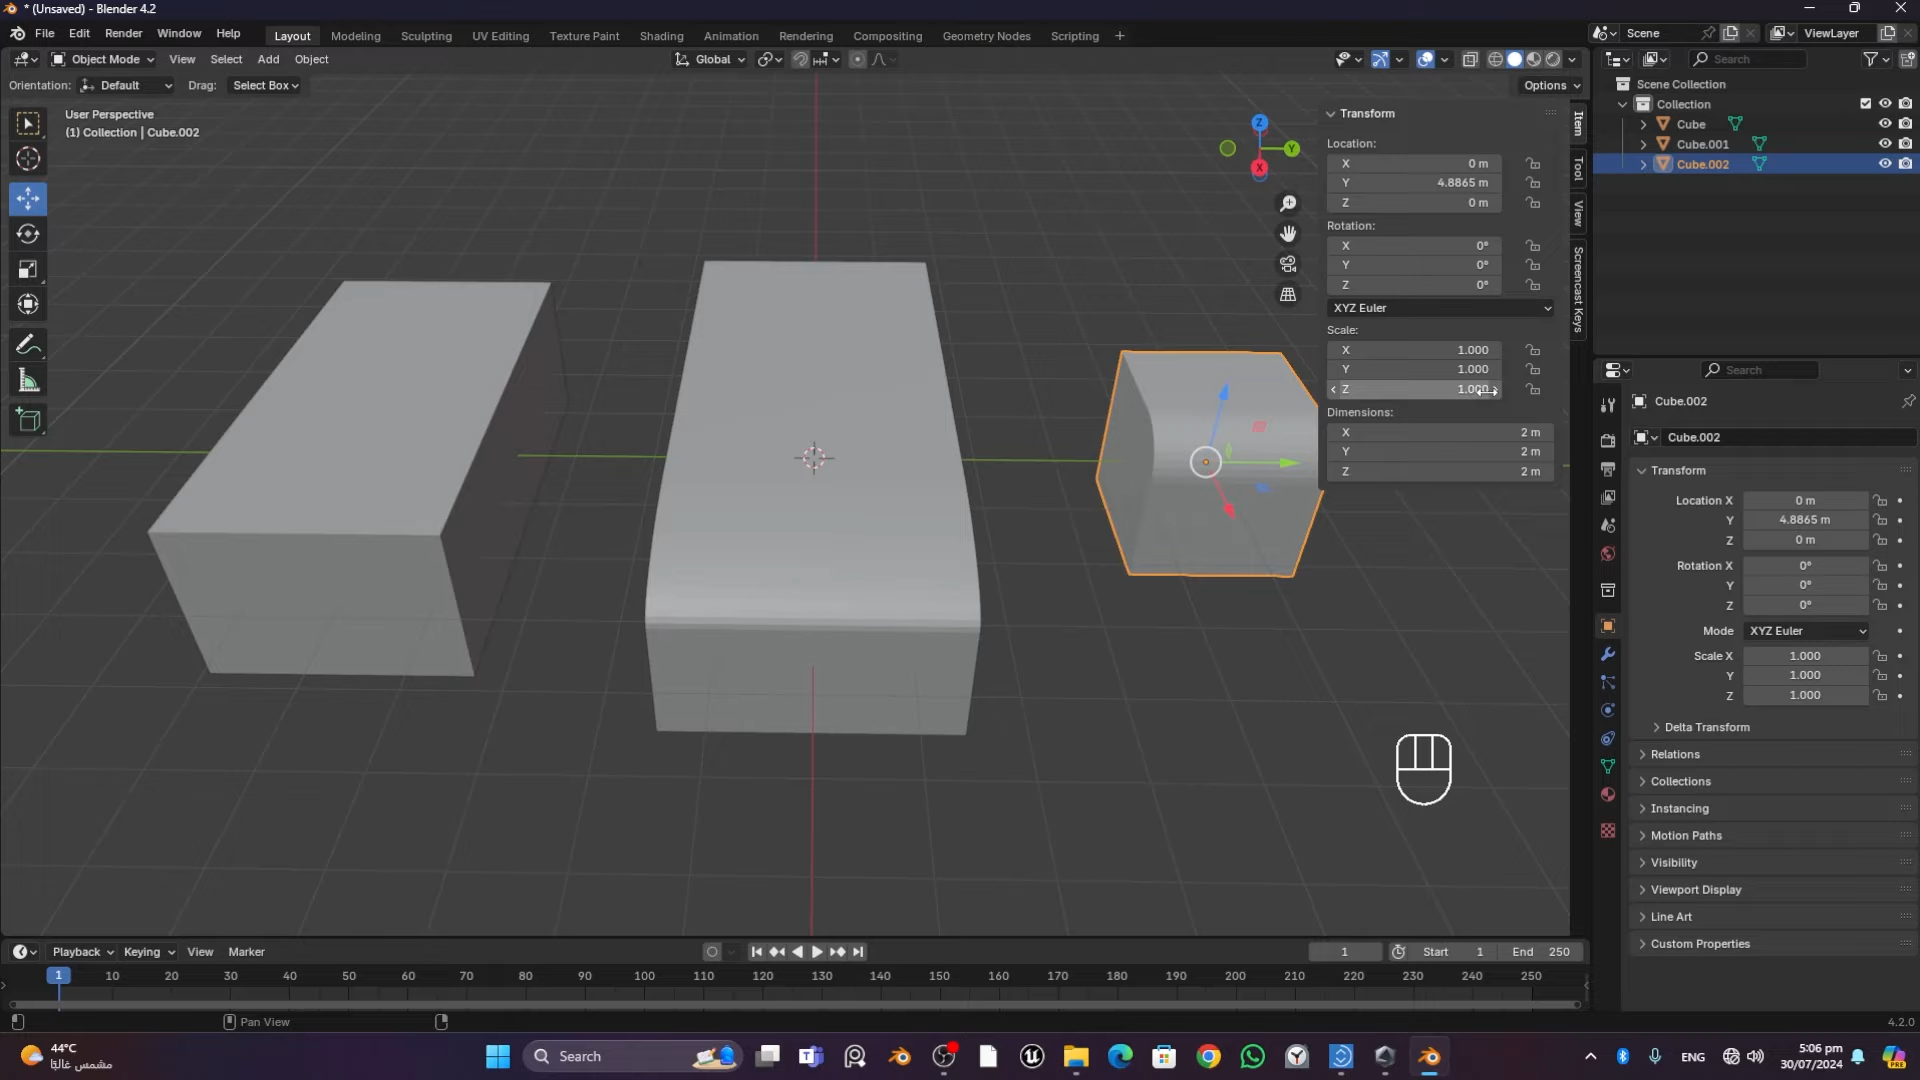 * (Unsaved) - Blender 4.2
File Edit Render Window Help
Layout Modeling Sculpting UV Editing Texture Paint Shading Animation Rendering Compositing Geometry Nodes Scripting +
Scene
ViewLayer
Object Mode View Select Add Object
Global
Search
Orientation: Default Drag: Select Box
Options
User Perspective
(1) Collection | Cube.002
Z
Y
X
Transform
Location:
X 0 m
Y 4.8865 m
Z 0 m
Rotation:
X 0°
Y 0°
Z 0°
XYZ Euler
Scale:
X 1.000
Y 1.000
Z 1.000
Dimensions:
X 2 m
Y 2 m
Z 2 m
Item
Tool
View
Screencast Keys
Scene Collection
Collection
Cube
Cube.001
Cube.002
Search
Cube.002
Cube.002
Transform
Location X 0 m
Y 4.8865 m
Z 0 m
Rotation X 0°
Y 0°
Z 0°
Mode XYZ Euler
Scale X 1.000
Y 1.000
Z 1.000
Delta Transform
Relations
Collections
Instancing
Motion Paths
Visibility
Viewport Display
Line Art
Custom Properties
Playback Keying View Marker
1 Start 1 End 250
1 10 20 30 40 50 60 70 80 90 100 110 120 130 140 150 160 170 180 190 200 210 220 230 240 250
Pan View
4.2.0
44°C
مشمس غالبًا
Search
ENG
5:06 pm
30/07/2024
PRE